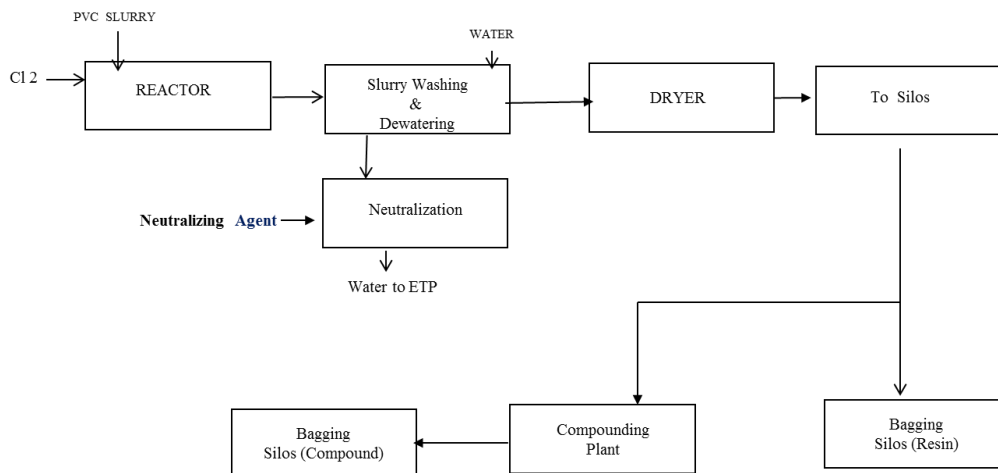 PVC SLURRY
WATER
Cl 2
REACTOR
Slurry Washing
&
Dewatering
DRYER
To Silos
Neutralizing Agent
Neutralization
Water to ETP
Bagging
Silos (Compound)
Compounding
Plant
Bagging
Silos (Resin)